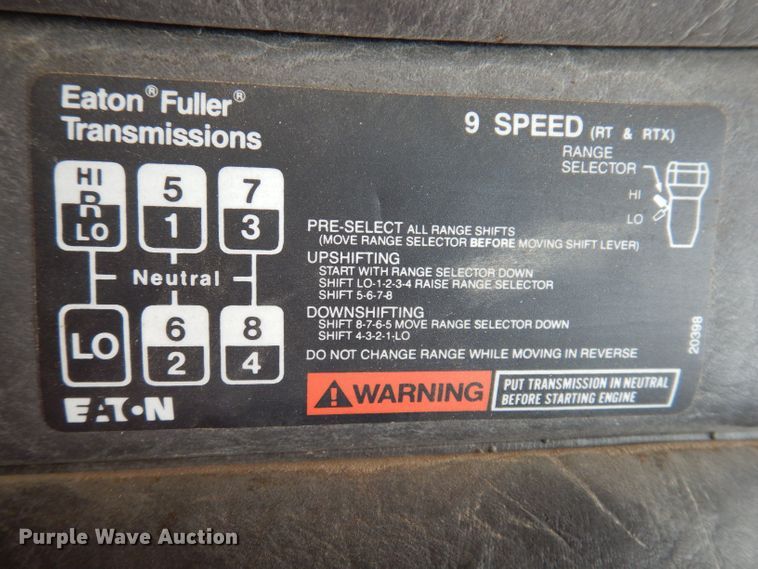 Eaton® Fuller®
Transmissions
9 SPEED (RT & RTX)
RANGE
SELECTOR
HI
LO
HI
R
LO
5
1
7
3
Neutral
LO
6
2
8
4
PRE-SELECT ALL RANGE SHIFTS
(MOVE RANGE SELECTOR BEFORE MOVING SHIFT LEVER)
UPSHIFTING
START WITH RANGE SELECTOR DOWN
SHIFT LO-1-2-3-4 RAISE RANGE SELECTOR
SHIFT 5-6-7-8
DOWNSHIFTING
SHIFT 8-7-6-5 MOVE RANGE SELECTOR DOWN
SHIFT 4-3-2-1-LO
DO NOT CHANGE RANGE WHILE MOVING IN REVERSE
20398
EATON
WARNING
PUT TRANSMISSION IN NEUTRAL
BEFORE STARTING ENGINE
Purple Wave Auction